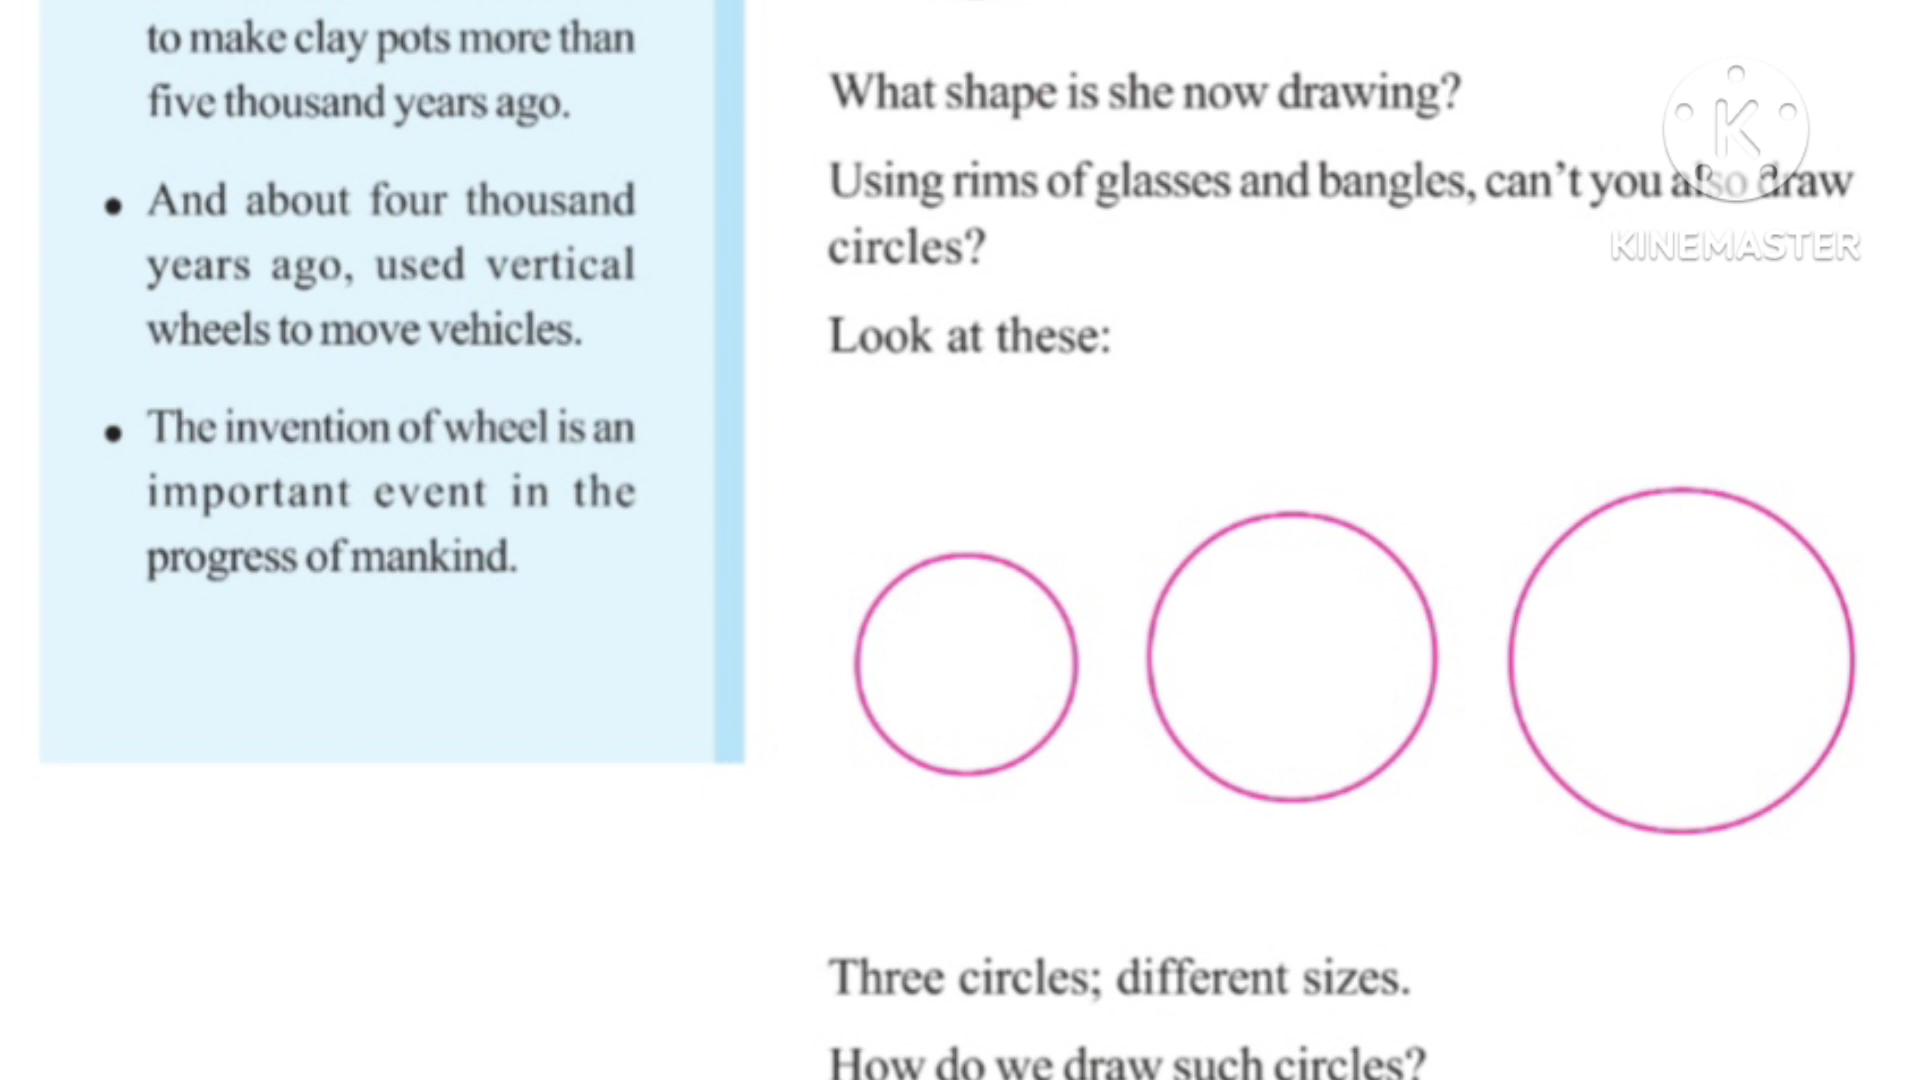 to make clay pots more than
five thousand years ago.
• And about four thousand
years ago, used vertical
wheels to move vehicles.
• The invention of wheel is an
important event in the
progress of mankind.
What shape is she now drawing?
Using rims of glasses and bangles, can't you also draw
circles?
Look at these:
Three circles; different sizes.
How do we draw such circles?
K
KINEMASTER